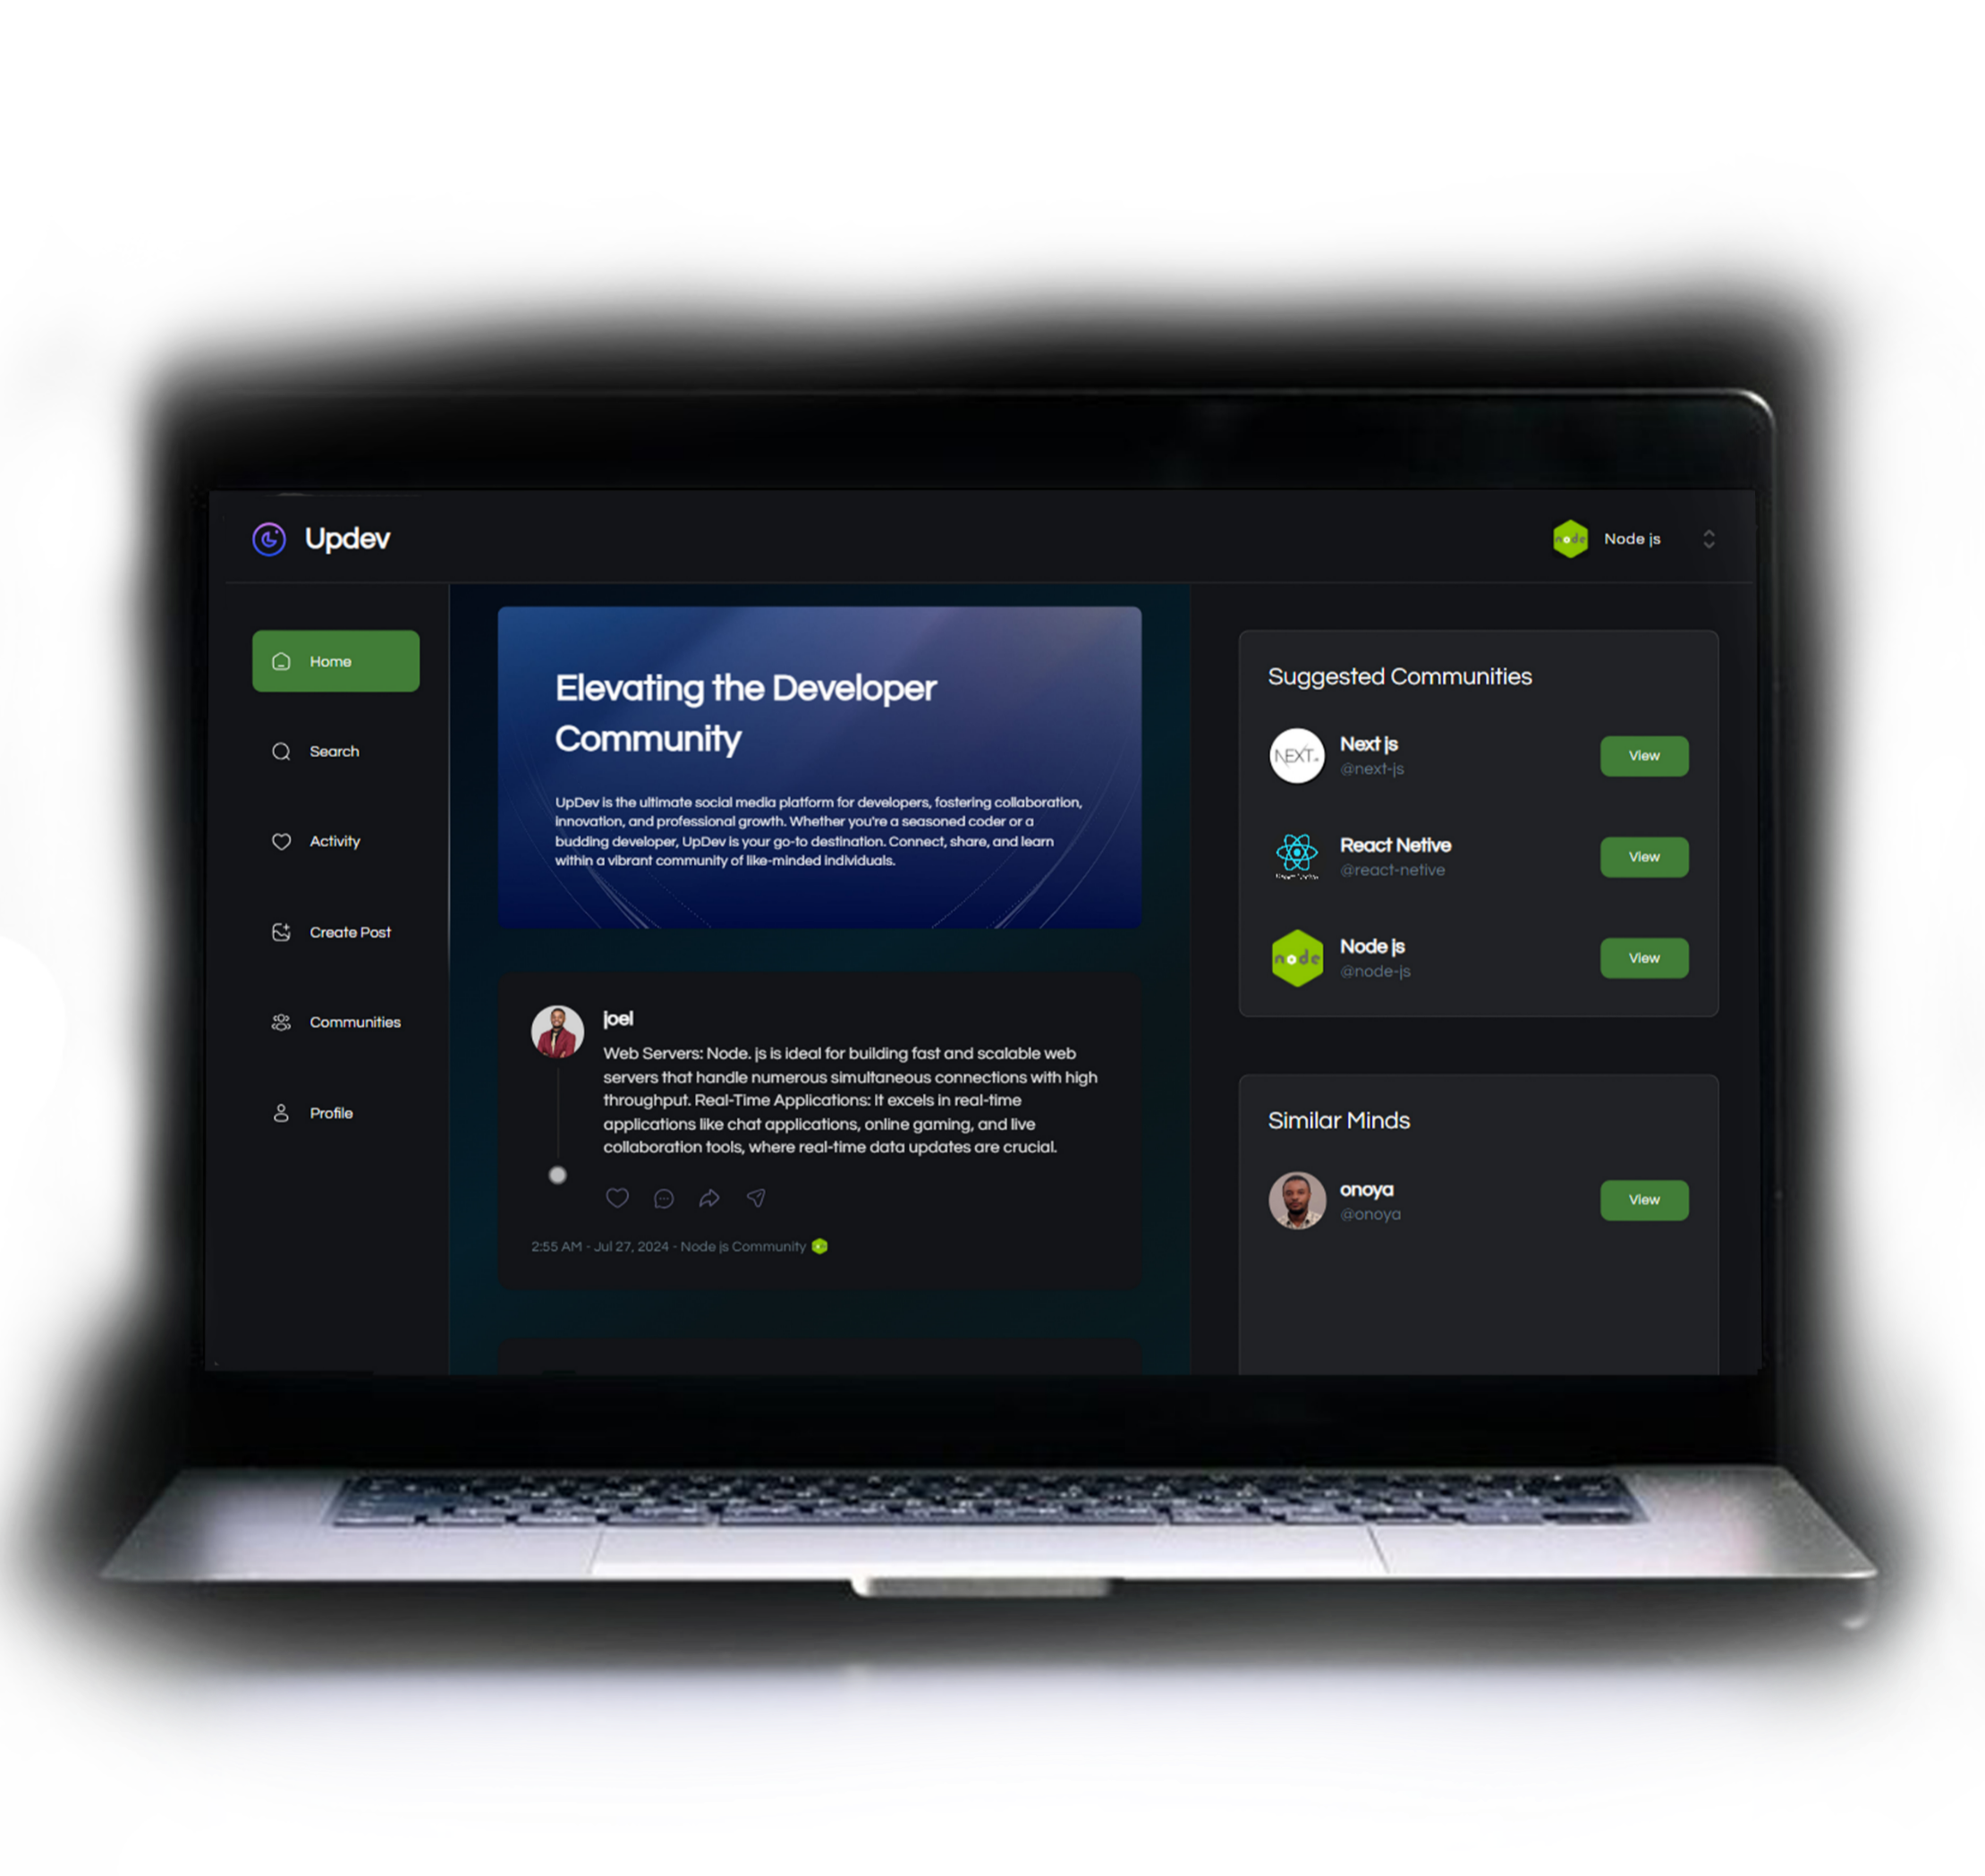 Updev
node
Node js
Home
Search
Activity
Create Post
Communities
Profile
Elevating the Developer
Community
UpDev is the ultimate social media platform for developers, fostering collaboration,
innovation, and professional growth. Whether you're a seasoned coder or a
budding developer, UpDev is your go-to destination. Connect, share, and learn
within a vibrant community of like-minded individuals.
joel
Web Servers: Node. js is ideal for building fast and scalable web
servers that handle numerous simultaneous connections with high
throughput. Real-Time Applications: It excels in real-time
applications like chat applications, online gaming, and live
collaboration tools, where real-time data updates are crucial.
2:55 AM - Jul 27, 2024 - Node js Community
Suggested Communities
NEXT
Next js
@next-js
View
React Netive
@react-netive
View
node
Node js
@node-js
View
Similar Minds
onoya
@onoya
View